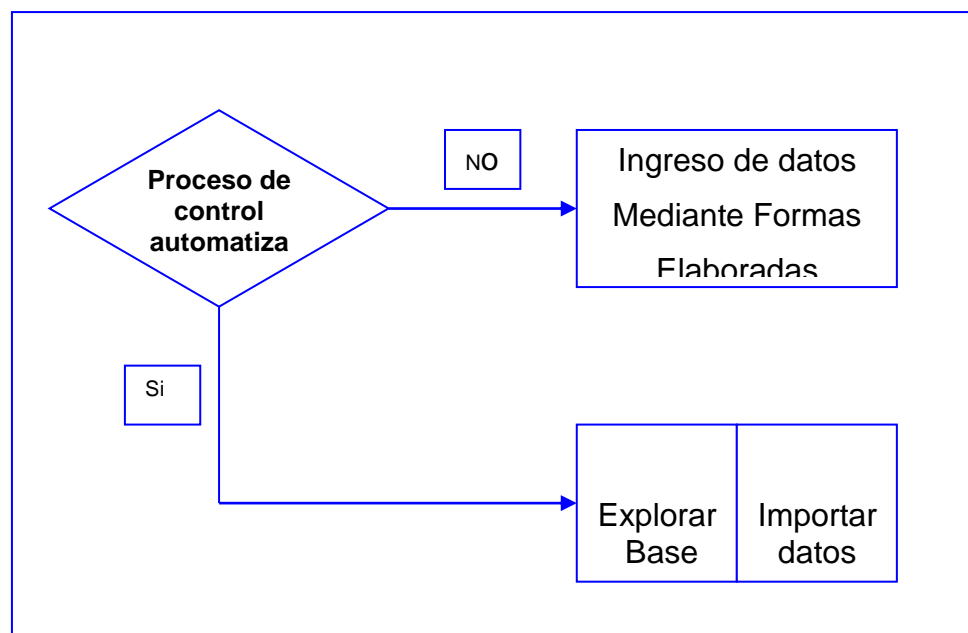 Proceso de
control
automatiza
NO
Ingreso de datos
Mediante Formas
Elaboradas
Si
Explorar
Base
Importar
datos